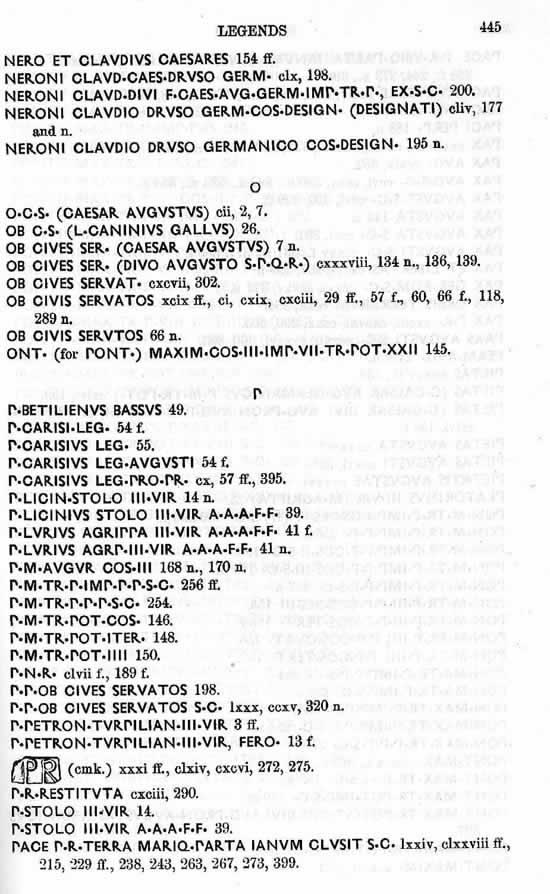 LEGENDS 445
NERO ET CLAVDIVS CAESARES 154 ff.
NERONI CLAVD·CAES·DRVSO GERM· clx, 198.
NERONI CLAVD·DIVI F·CAES·AVG·GERM·IMP·TR·P·, EX·S·C· 200.
NERONI CLAVDIO DRVSO GERM·COS·DESIGN· (DESIGNATI) cliv, 177
and n.
NERONI CLAVDIO DRVSO GERMANICO COS·DESIGN· 195 n.
O
O·C·S· (CAESAR AVGVSTVS) cii, 2, 7.
OB C·S· (L·CANINIVS GALLVS) 26.
OB CIVES SER· (CAESAR AVGVSTVS) 7 n.
OB CIVES SER· (DIVO AVGVSTO S·P·Q·R·) cxxxviii, 134 n., 136, 139.
OB CIVES SERVAT· cxcvii, 302.
OB CIVIS SERVATOS xcix ff., ci, cxix, cxciii, 29 ff., 57 f., 60, 66 f., 118,
289 n.
OB CIVIS SERVTOS 66 n.
ONT· (for PONT·) MAXIM·COS·III·IMP·VII·TR·POT·XXII 145.
P
P·BETILIENVS BASSVS 49.
P·CARISI·LEG· 54 f.
P·CARISIVS LEG· 55.
P·CARISIVS LEG·AVGVSTI 54 f.
P·CARISIVS LEG·PRO·PR· cx, 57 ff., 395.
P·LICIN·STOLO III·VIR 14 n.
P·LICINIVS STOLO III·VIR A·A·A·F·F· 39.
P·LVRIVS AGRIPPA III·VIR A·A·A·F·F· 41 f.
P·LVRIVS AGRP·III·VIR A·A·A·F·F· 41 n.
P·M·AVGVR COS·III 168 n., 170 n.
P·M·TR·P·IMP·P·P·S·C· 256 ff.
P·M·TR·P·P·P·S·C· 254.
P·M·TR·POT·COS· 146.
P·M·TR·POT·ITER· 148.
P·M·TR·POT·IIII 150.
P·N·R· clvii f., 189 f.
P·P·OB CIVES SERVATOS 198.
P·P·OB CIVES SERVATOS S·C· lxxx, ccxv, 320 n.
P·PETRON·TVRPILIAN·III·VIR 3 ff.
P·PETRON·TVRPILIAN·III·VIR, FERO· 13 f.
PR (cmk.) xxxi ff., clxiv, cxcvi, 272, 275.
P·R·RESTITVTA cxciii, 290.
P·STOLO III·VIR 14.
P·STOLO III·VIR A·A·A·F·F· 39.
PACE P·R·TERRA MARIQ·PARTA IANVM CLVSIT S·C· lxxiv, clxxviii ff.,
215, 229 ff., 238, 243, 263, 267, 273, 399.